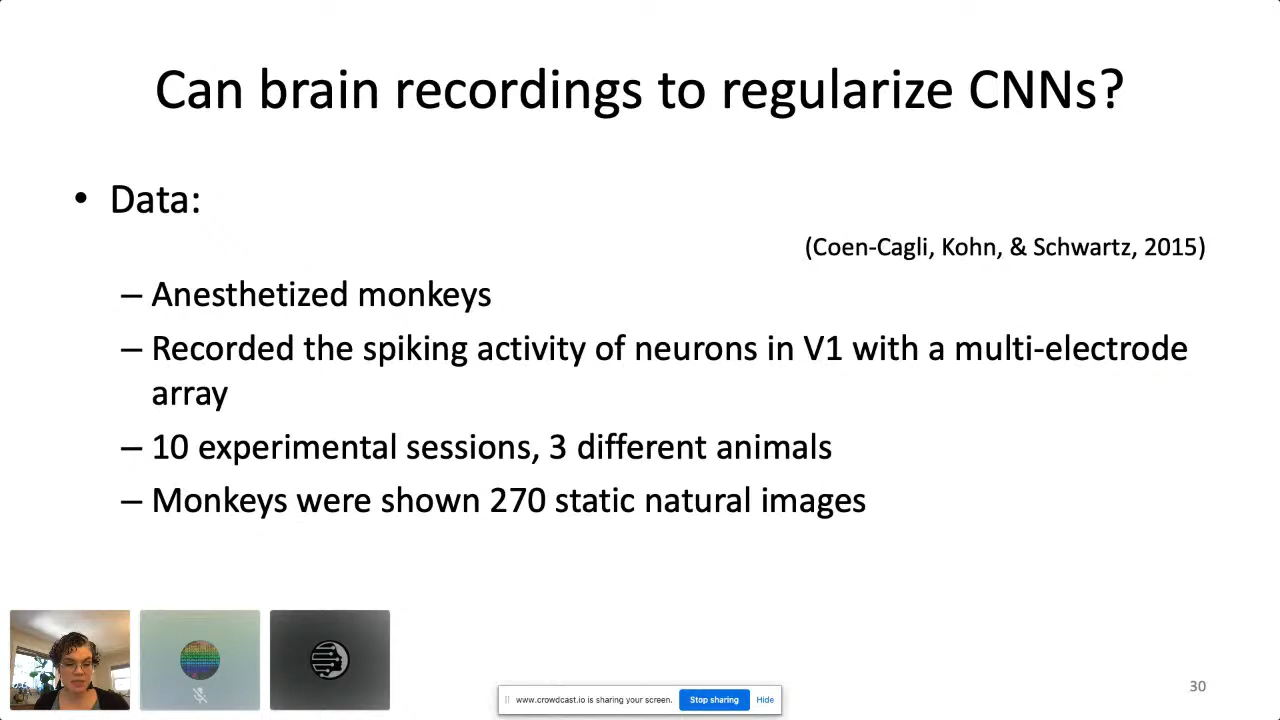 Can brain recordings to regularize CNNs?
• Data:
(Coen-Cagli, Kohn, & Schwartz, 2015)
– Anesthetized monkeys
– Recorded the spiking activity of neurons in V1 with a multi-electrode
array
– 10 experimental sessions, 3 different animals
– Monkeys were shown 270 static natural images
www.crowdcast.io is sharing your screen. Stop sharing Hide
30